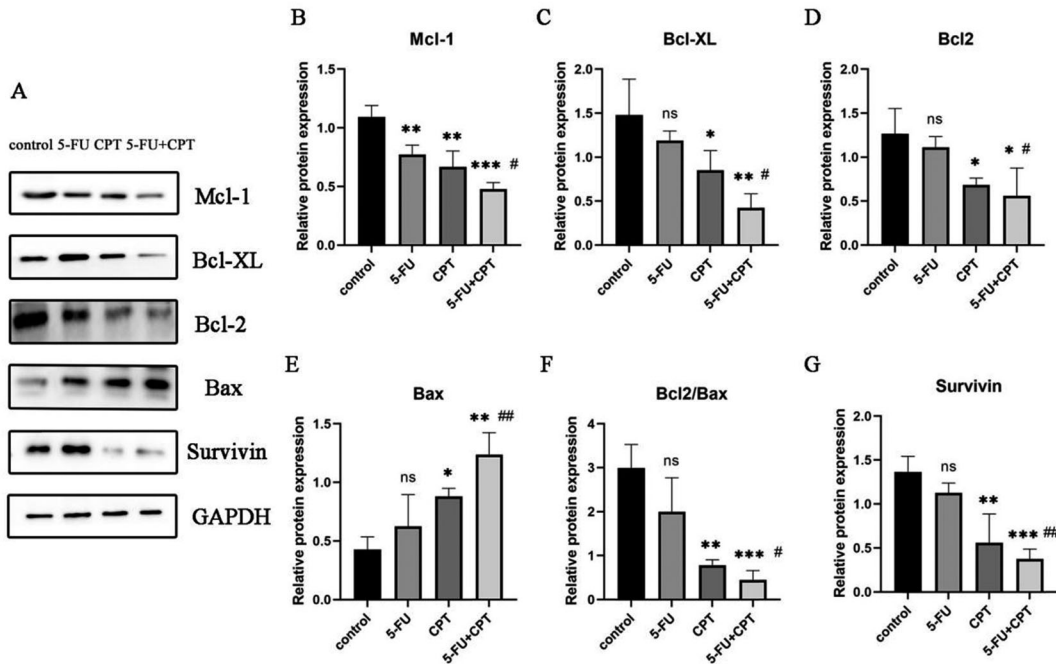 A
control 5-FU CPT 5-FU+CPT
Mcl-1
Bcl-XL
Bcl-2
Bax
Survivin
GAPDH
B
Mcl-1
Relative protein expression
1.5
1.0
0.5
0.0
**
**
*** #
control
5-FU
CPT
5-FU+CPT
C
Bcl-XL
Relative protein expression
2.0
1.5
1.0
0.5
0.0
ns
*
** #
control
5-FU
CPT
5-FU+CPT
D
Bcl2
Relative protein expression
2.0
1.5
1.0
0.5
0.0
ns
*
* #
control
5-FU
CPT
5-FU+CPT
E
Bax
Relative protein expression
1.5
1.0
0.5
0.0
ns
*
** ##
control
5-FU
CPT
5-FU+CPT
F
Bcl2/Bax
Relative protein expression
4
3
2
1
0
ns
**
*** #
control
5-FU
CPT
5-FU+CPT
G
Survivin
Relative protein expression
2.0
1.5
1.0
0.5
0.0
ns
**
*** ##
control
5-FU
CPT
5-FU+CPT